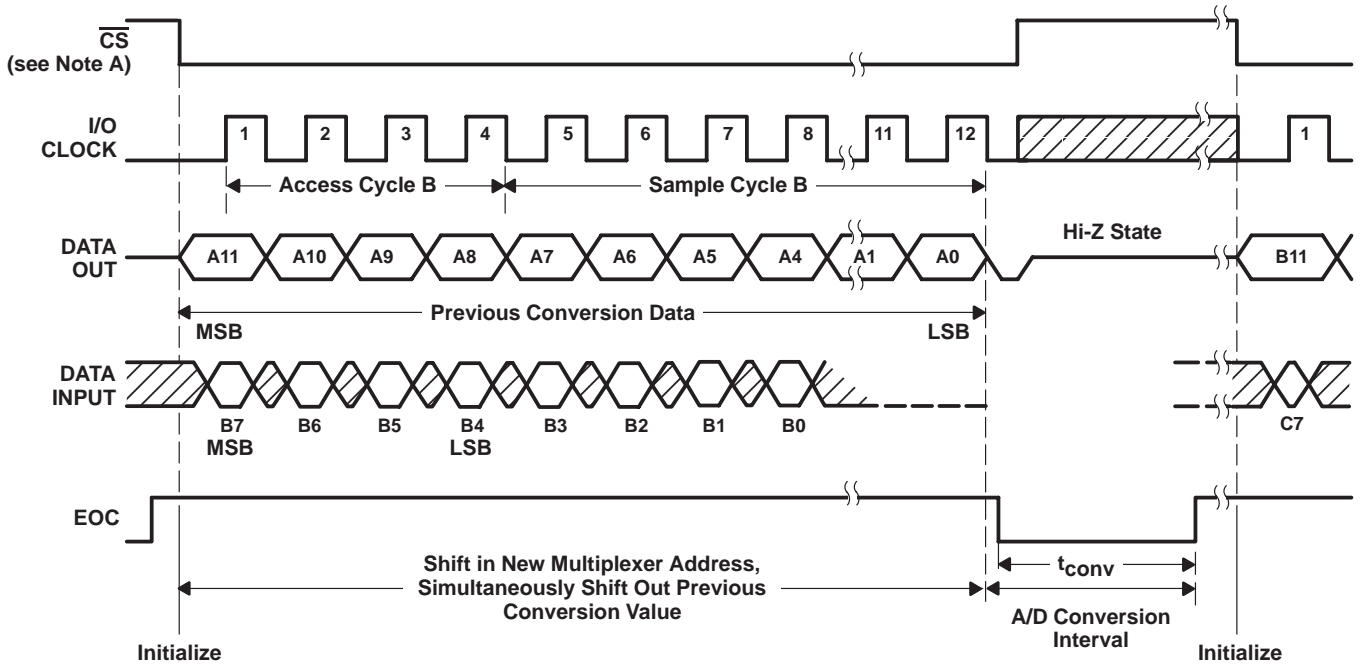 CS
(see Note A)
I/O
CLOCK
1 2 3 4 5 6 7 8 11 12 1
Access Cycle B Sample Cycle B
DATA
OUT
A11 A10 A9 A8 A7 A6 A5 A4 A1 A0 Hi-Z State B11
Previous Conversion Data
MSB LSB
DATA
INPUT
B7 B6 B5 B4 B3 B2 B1 B0 C7
MSB LSB
EOC
Shift in New Multiplexer Address,
Simultaneously Shift Out Previous
Conversion Value
tconv
A/D Conversion
Interval
Initialize Initialize